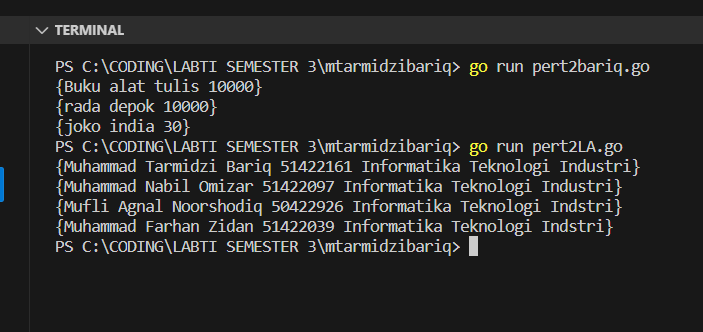 TERMINAL
PS C:\CODING\LABTI SEMESTER 3\mtarmidzibariq> go run pert2bariq.go
{Buku alat tulis 10000}
{rada depok 10000}
{joko india 30}
PS C:\CODING\LABTI SEMESTER 3\mtarmidzibariq> go run pert2LA.go
{Muhammad Tarmidzi Bariq 51422161 Informatika Teknologi Industri}
{Muhammad Nabil Omizar 51422097 Informatika Teknologi Industri}
{Mufli Agnal Noorshodiq 50422926 Informatika Teknologi Indstri}
{Muhammad Farhan Zidan 51422039 Informatika Teknologi Indstri}
PS C:\CODING\LABTI SEMESTER 3\mtarmidzibariq>